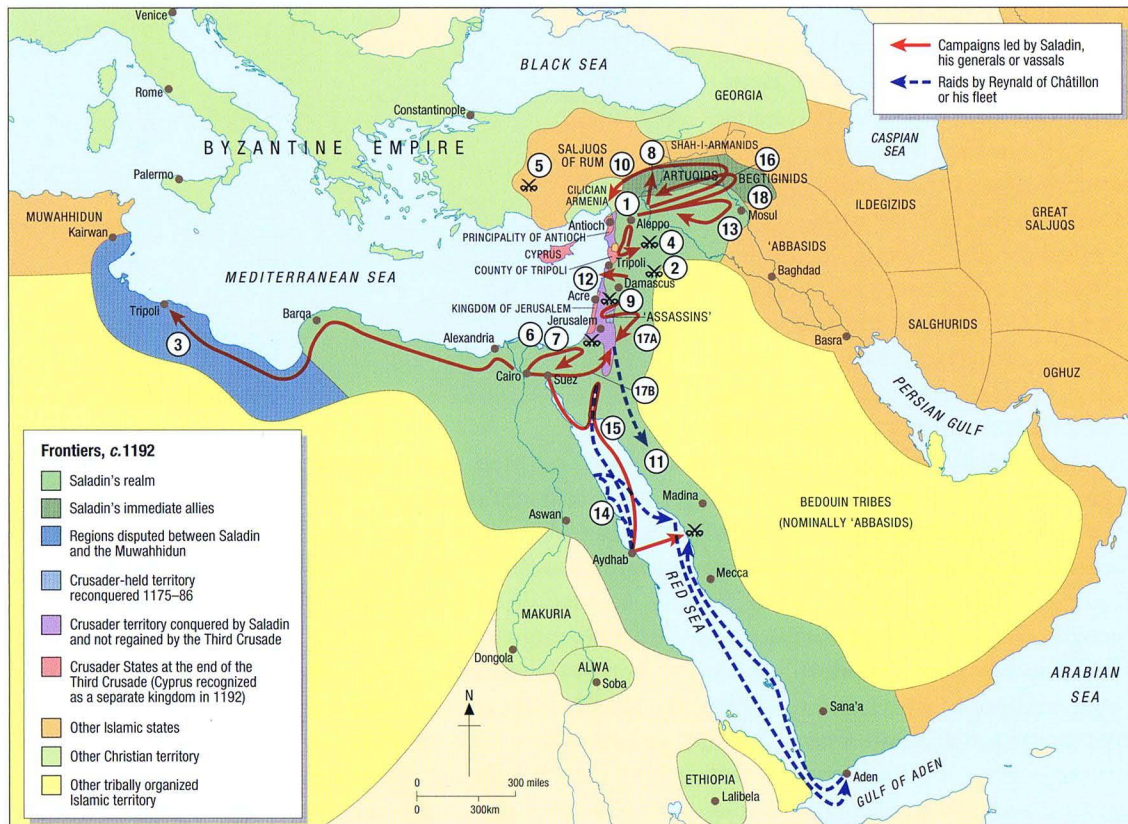 Venice
Rome
Palermo
BYZANTINE EMPIRE
Constantinople
BLACK SEA
GEORGIA
CASPIAN
SEA
Campaigns led by Saladin,
his generals or vassals
Raids by Reynald of Châtillon
or his fleet
SALJUQS
OF RUM
5
10
8
SHAH-I-ARMANIDS
16
ARTUQIDS
BEGTIGINIDS
18
Mosul
13
CILICIAN
ARMENIA
1
Antioch
Aleppo
PRINCIPALITY OF ANTIOCH
CYPRUS
4
Tripoli
COUNTY OF TRIPOLI
2
12
Damascus
Acre
9
KINGDOM OF JERUSALEM
'ASSASSINS'
Jerusalem
17A
MUWAHHIDUN
Kairwan
MEDITERRANEAN SEA
Tripoli
3
Barqa
Alexandria
6
7
Cairo
Suez
17B
15
11
ILDEGIZIDS
GREAT
SALJUQS
'ABBASIDS
Baghdad
SALGHURIDS
Basra
OGHUZ
PERSIAN GULF
Madina
BEDOUIN TRIBES
(NOMINALLY 'ABBASIDS)
Aswan
14
Aydhab
Mecca
RED SEA
MAKURIA
Dongola
ALWA
Soba
Sana'a
ARABIAN
SEA
Aden
GULF OF ADEN
ETHIOPIA
Lalibela
N
0
300 miles
0
300km
Frontiers, c.1192
Saladin's realm
Saladin's immediate allies
Regions disputed between Saladin
and the Muwahhidun
Crusader-held territory
reconquered 1175–86
Crusader territory conquered by Saladin
and not regained by the Third Crusade
Crusader States at the end of the
Third Crusade (Cyprus recognized
as a separate kingdom in 1192)
Other Islamic states
Other Christian territory
Other tribally organized
Islamic territory